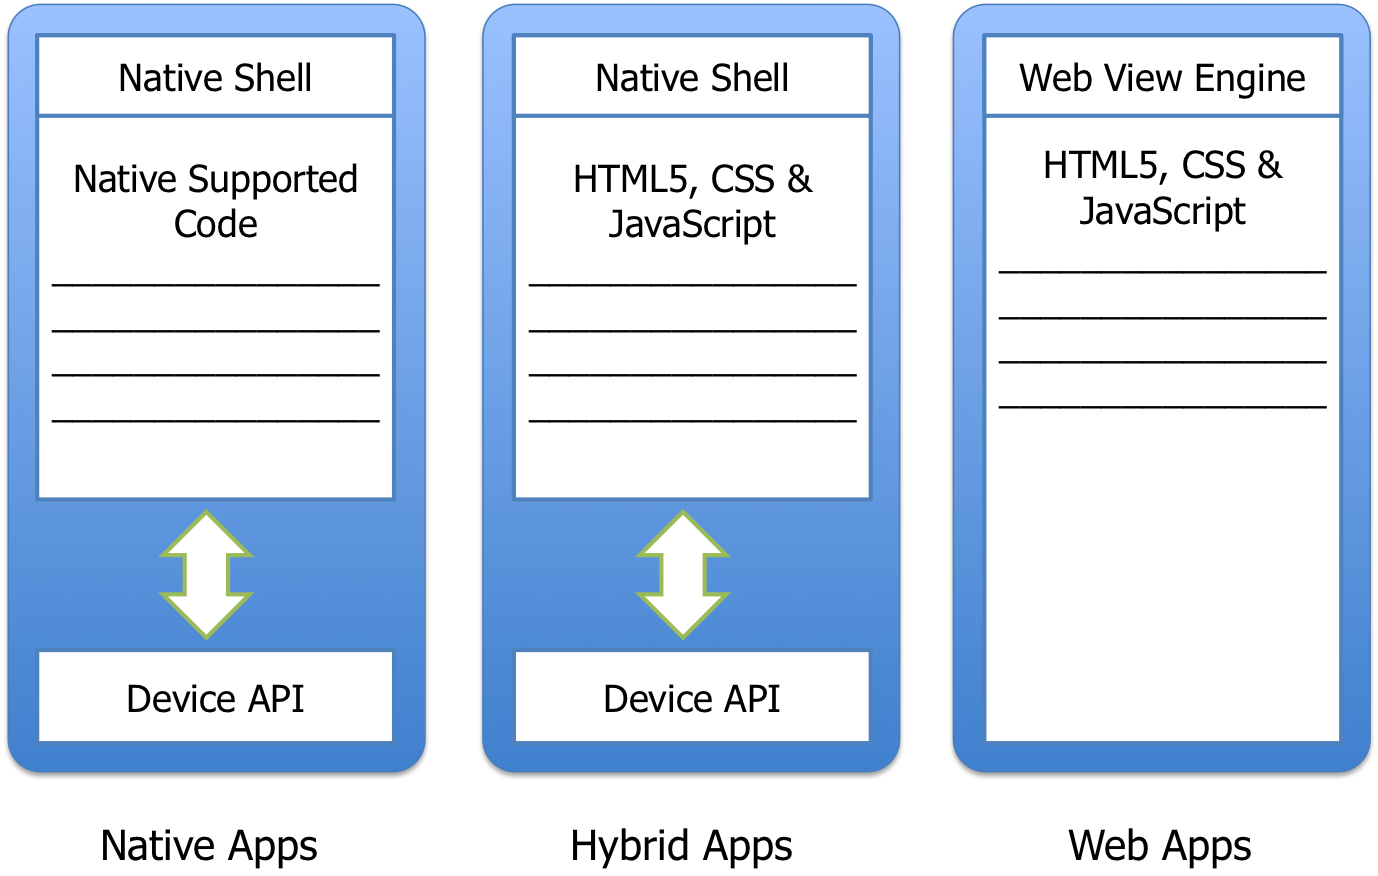 Native Shell
Native Supported
Code
Device API
Native Apps
Native Shell
HTML5, CSS &
JavaScript
Device API
Hybrid Apps
Web View Engine
HTML5, CSS &
JavaScript
Web Apps